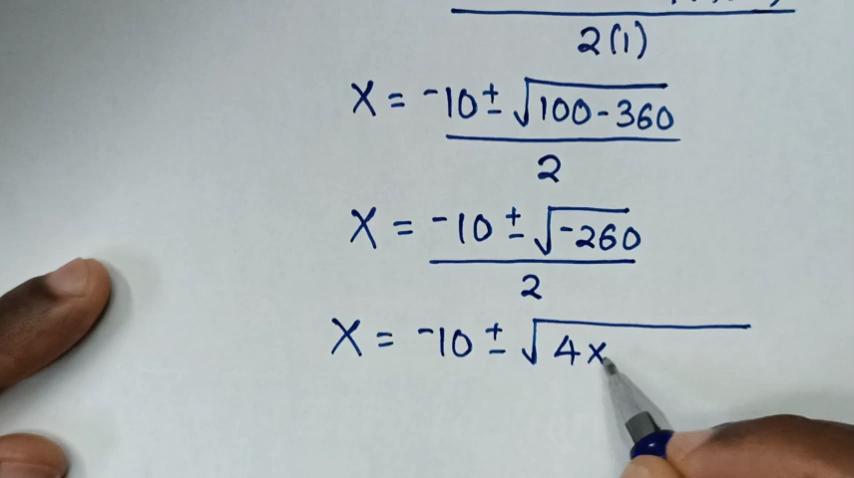 2(1)
X = -10 ± √100-360
2
X = -10 ± √-260
2
X = -10 ± √4x